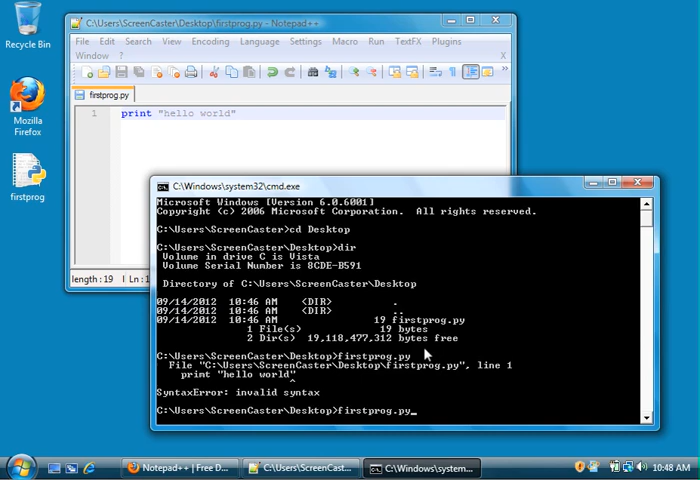 Recycle Bin
Mozilla
Firefox
firstprog
C:\Users\ScreenCaster\Desktop\firstprog.py - Notepad++
File Edit Search View Encoding Language Settings Macro Run TextFX Plugins
Window ? X
firstprog.py
1 print "hello world"
length : 19 Ln : 1
C:\Windows\system32\cmd.exe
Microsoft Windows [Version 6.0.6001]
Copyright (c) 2006 Microsoft Corporation. All rights reserved.
C:\Users\ScreenCaster>cd Desktop
C:\Users\ScreenCaster\Desktop>dir
Volume in drive C is Vista
Volume Serial Number is 8CDE-B591
Directory of C:\Users\ScreenCaster\Desktop
09/14/2012 10:46 AM <DIR> .
09/14/2012 10:46 AM <DIR> ..
09/14/2012 10:46 AM 19 firstprog.py
1 File(s) 19 bytes
2 Dir(s) 19,118,477,312 bytes free
C:\Users\ScreenCaster\Desktop>firstprog.py
File "C:\Users\ScreenCaster\Desktop\firstprog.py", line 1
print "hello world"
^
SyntaxError: invalid syntax
C:\Users\ScreenCaster\Desktop>firstprog.py_
Notepad++ | Free D...
C:\Users\ScreenCast...
C:\Windows\system...
10:48 AM